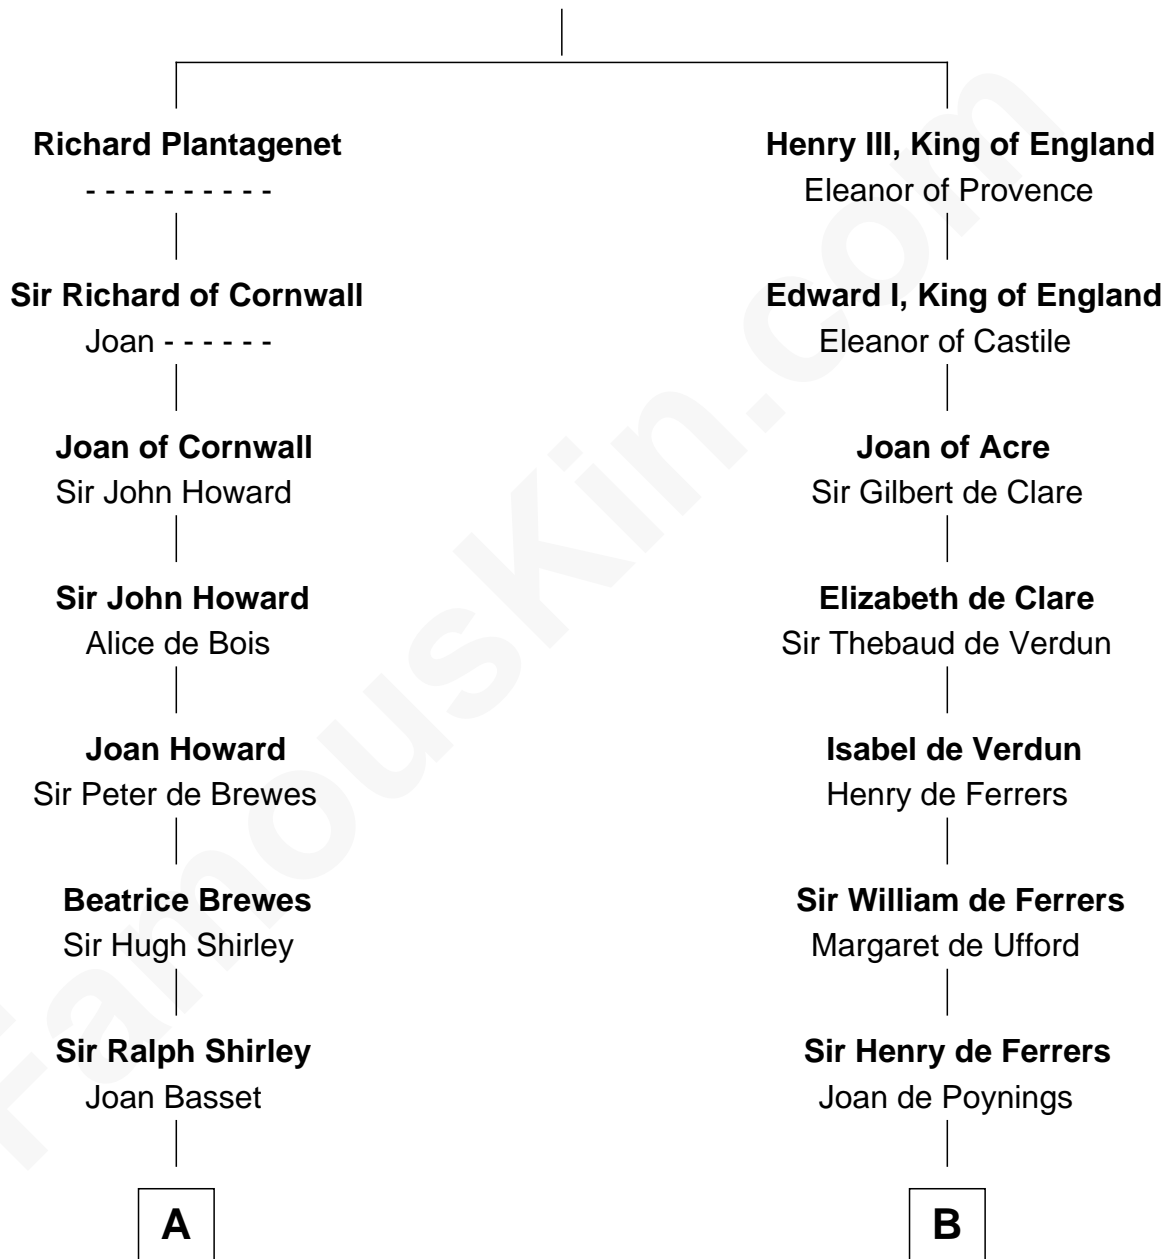 Richard Plantagenet
- - - - - - - - - -
Sir Richard of Cornwall
Joan - - - - - -
Joan of Cornwall
Sir John Howard
Sir John Howard
Alice de Bois
Joan Howard
Sir Peter de Brewes
Beatrice Brewes
Sir Hugh Shirley
Sir Ralph Shirley
Joan Basset
A
Henry III, King of England
Eleanor of Provence
Edward I, King of England
Eleanor of Castile
Joan of Acre
Sir Gilbert de Clare
Elizabeth de Clare
Sir Thebaud de Verdun
Isabel de Verdun
Henry de Ferrers
Sir William de Ferrers
Margaret de Ufford
Sir Henry de Ferrers
Joan de Poynings
B
FamousKin.com